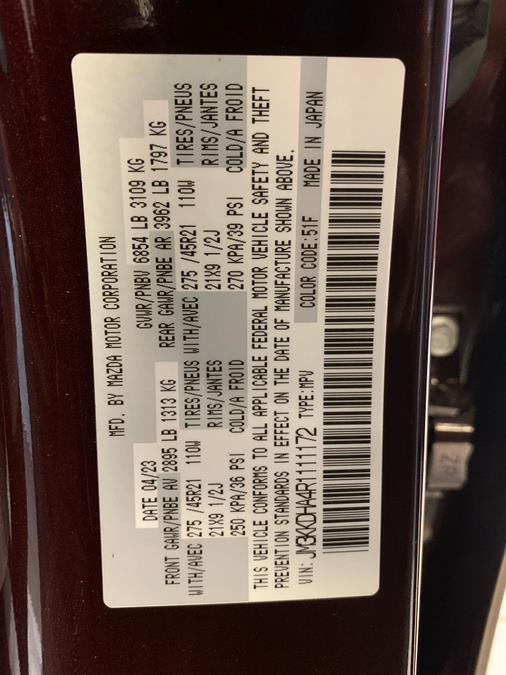 MFD. BY MAZDA MOTOR CORPORATION
DATE 04/23 GVWR/PNBV 6854 LB 3109 KG
FRONT GAWR/PNBE AV 2895 LB 1313 KG REAR GAWR/PNBE AR 3962 LB 1797 KG
WITH/AVEC 275 /45R21 110W TIRES/PNEUS WITH/AVEC 275 /45R21 110W TIRES/PNEUS
21X9 1/2J RIMS/JANTES 21X9 1/2J RIMS/JANTES
250 KPA/36 PSI COLD/A FROID 270 KPA/39 PSI COLD/A FROID
THIS VEHICLE CONFORMS TO ALL APPLICABLE FEDERAL MOTOR VEHICLE SAFETY AND THEFT
PREVENTION STANDARDS IN EFFECT ON THE DATE OF MANUFACTURE SHOWN ABOVE.
VIN: JM3KKDHA4R1111172 TYPE:MPV COLOR CODE:51F MADE IN JAPAN